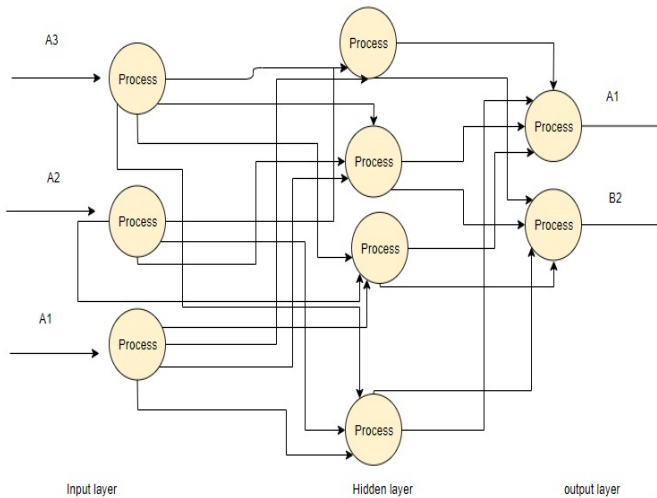 A3
Process
Process
Process
A1
Process
A2
Process
B2
Process
Process
A1
Process
Process
Input layer
Hidden layer
output layer